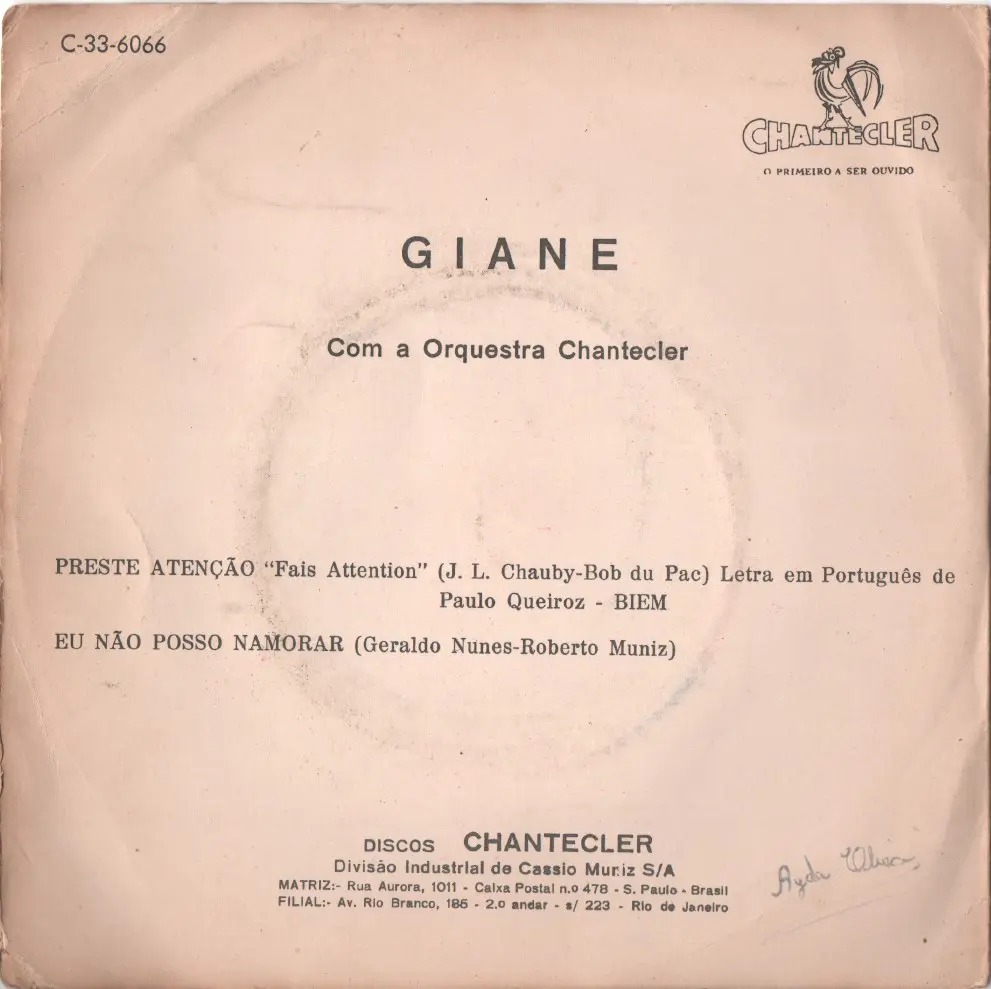 C-33-6066
CHANTECLER
O PRIMEIRO A SER OUVIDO
GIANE
Com a Orquestra Chantecler
PRESTE ATENÇÃO "Fais Attention" (J. L. Chauby-Bob du Pac) Letra em Português de
Paulo Queiroz - BIEM
EU NÃO POSSO NAMORAR (Geraldo Nunes-Roberto Muniz)
DISCOS CHANTECLER
Divisão Industrial de Cassio Muniz S/A
MATRIZ:- Rua Aurora, 1011 - Caixa Postal n.o 478 - S. Paulo - Brasil
FILIAL:- Av. Rio Branco, 186 - 2.o andar - s/ 223 - Rio de Janeiro
Ayda